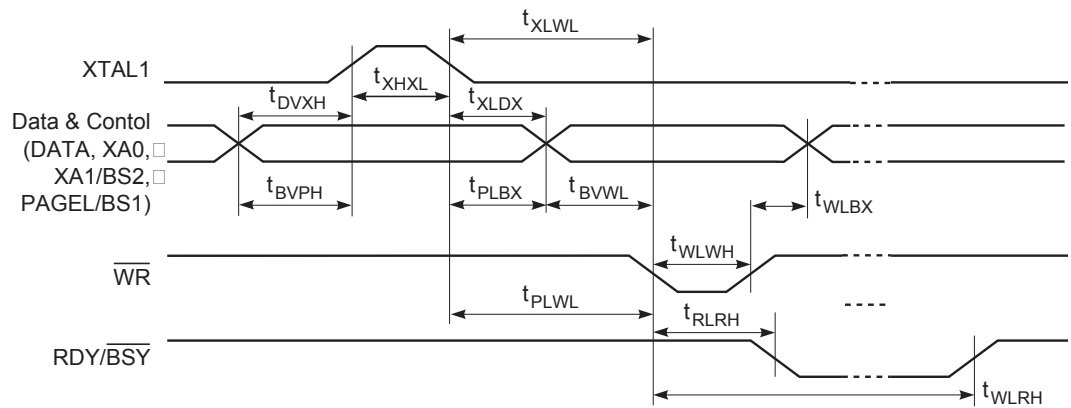 tXLWL
XTAL1
tXHXL
tDVXH
tXLDX
Data & Contol
(DATA, XA0,
XA1/BS2,
PAGEL/BS1)
tBVPH
tPLBX
tBVWL
tWLBX
tWLWH
WR
tPLWL
tRLRH
RDY/BSY
tWLRH